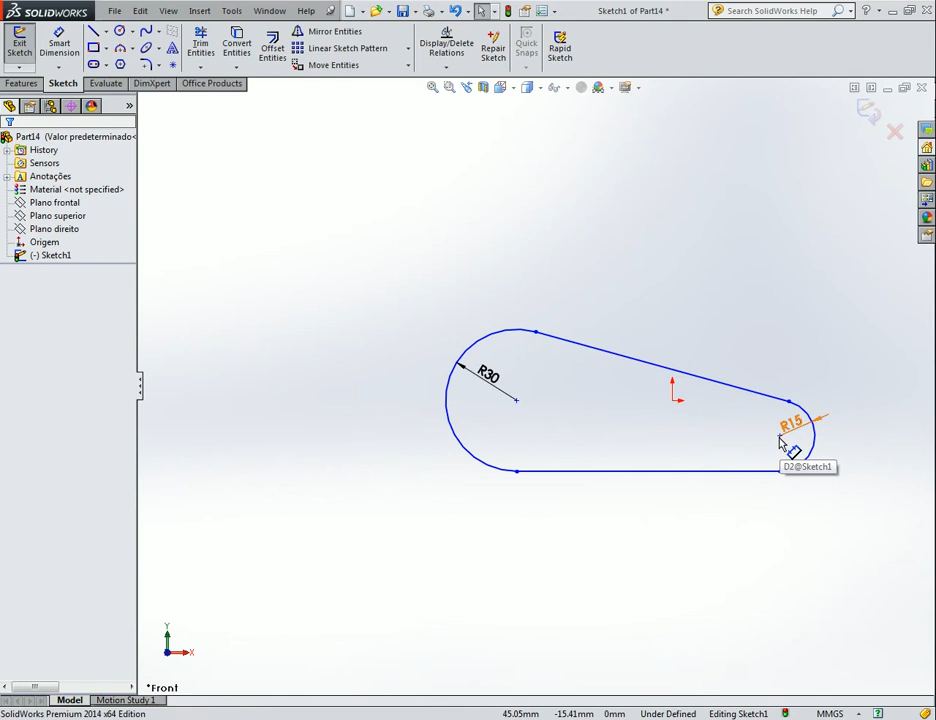 SOLIDWORKS File Edit View Insert Tools Window Help Sketch1 of Part14 * Search SolidWorks Help
Exit Sketch
Smart Dimension
Trim Entities
Convert Entities
Offset Entities
Mirror Entities
Linear Sketch Pattern
Move Entities
Display/Delete Relations
Repair Sketch
Quick Snaps
Rapid Sketch
Features Sketch Evaluate DimXpert Office Products
Part14 (Valor predeterminado<
History
Sensors
Anotações
Material <not specified>
Plano frontal
Plano superior
Plano direito
Origem
(-) Sketch1
R30
R15
D2@Sketch1
Y
X
*Front
Model Motion Study 1
SolidWorks Premium 2014 x64 Edition 45.05mm -15.41mm 0mm Under Defined Editing Sketch1 MMGS